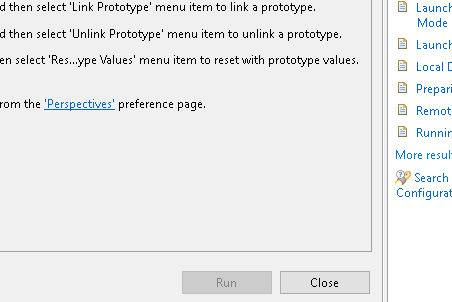 d then select 'Link Prototype' menu item to link a prototype.
d then select 'Unlink Prototype' menu item to unlink a prototype.
en select 'Res...ype Values' menu item to reset with prototype values.
rom the 'Perspectives' preference page.
Run
Close
Launch
Mode
Launch
Local D
Prepari
Remot
Runnin
More resul
Search
Configurat